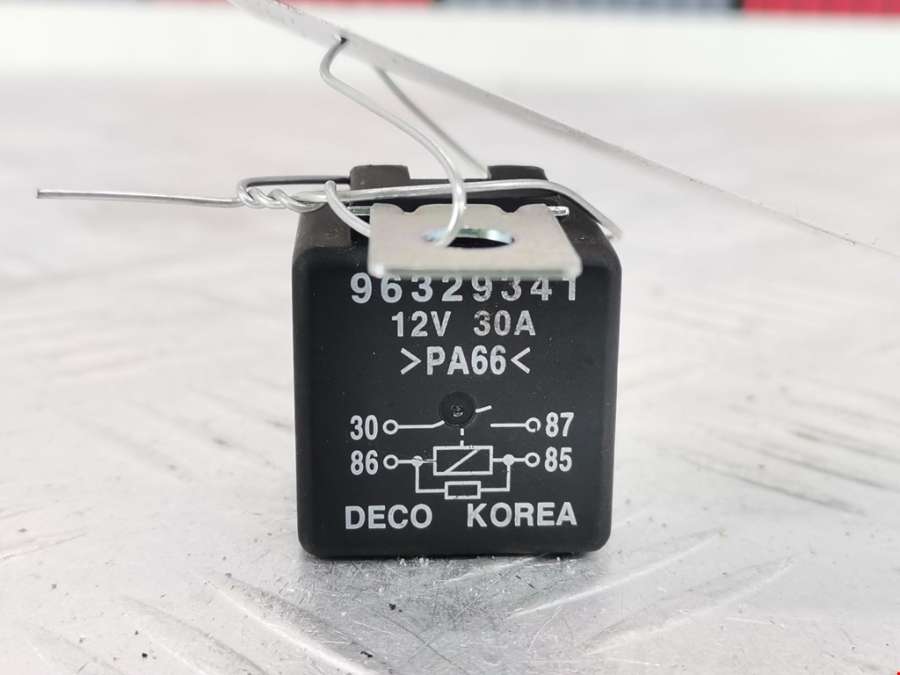 96329341
12V 30A
>PA66<
30 87
86 85
DECO KOREA